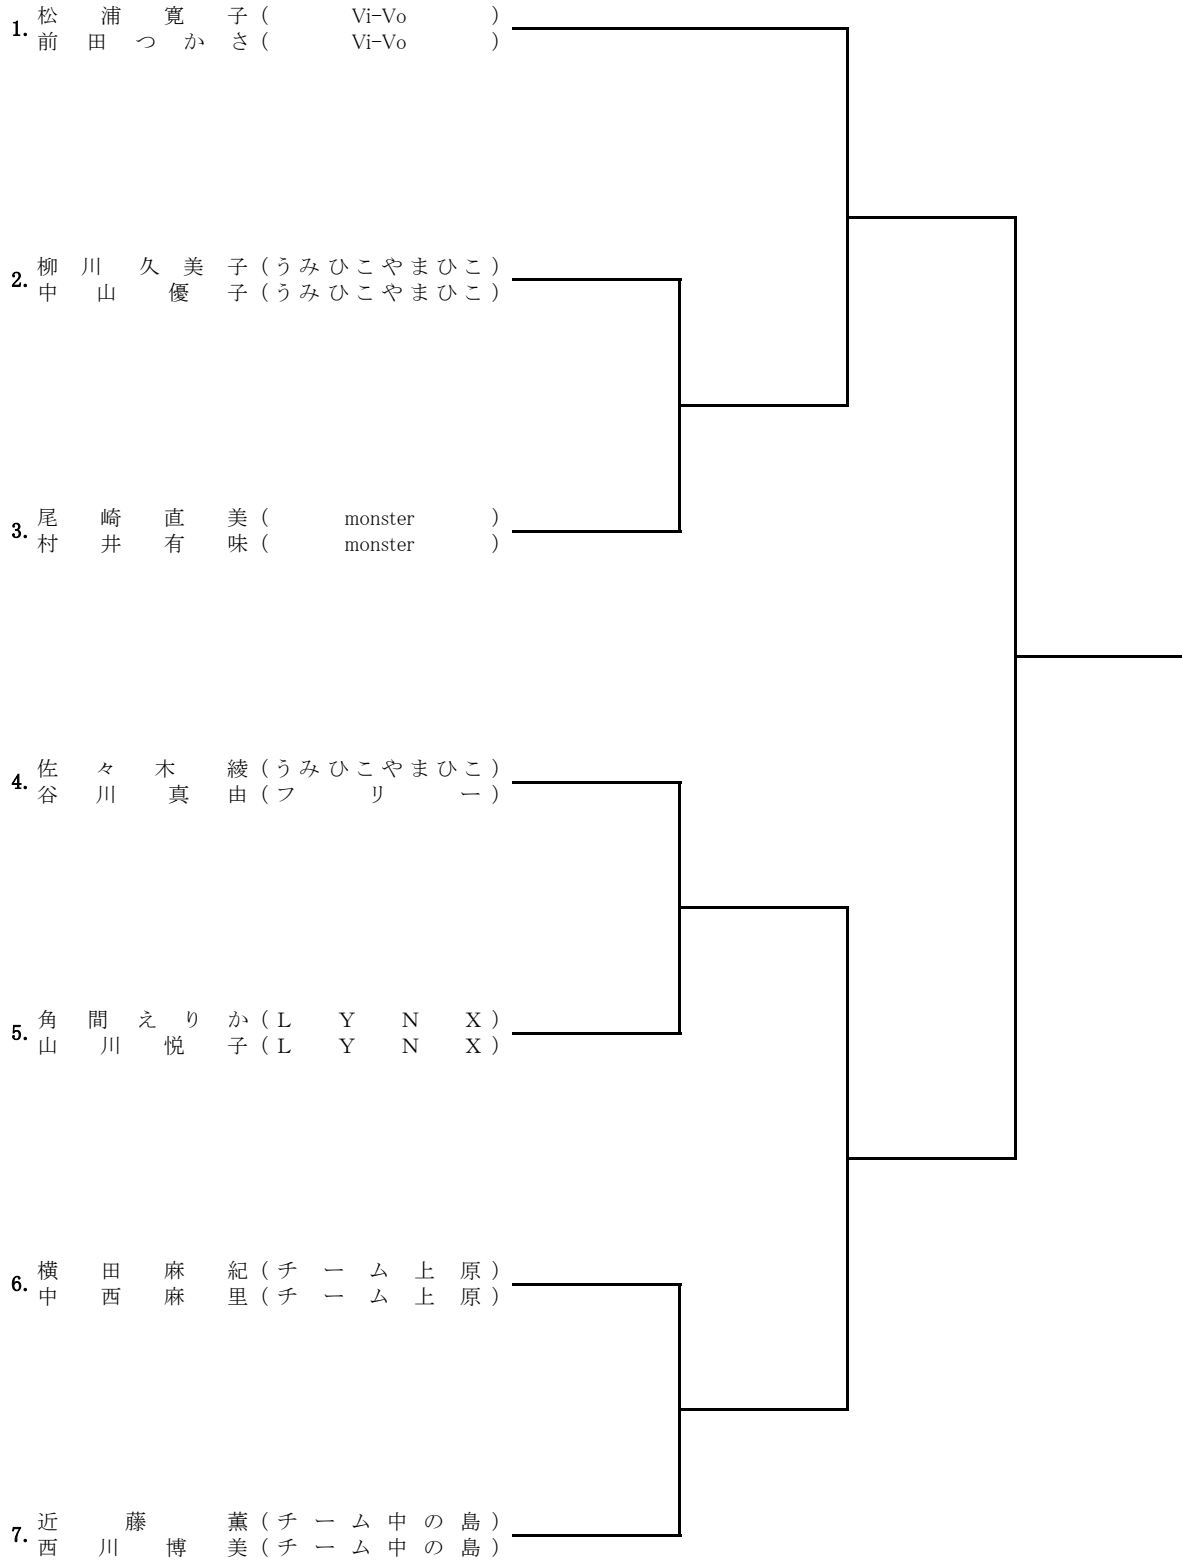 1. 松浦寛子(Vi-Vo)
前田つかさ(Vi-Vo)
2. 柳川久美子(うみひこやまひこ)
中山優子(うみひこやまひこ)
3. 尾崎直美(monster)
村井有味(monster)
4. 佐々木綾(うみひこやまひこ)
谷川真由(フリー)
5. 角間えりか(LYNX)
山川悦子(LYNX)
6. 横田麻紀(チーム上原)
中西麻里(チーム上原)
7. 近藤薫(チーム中の島)
西川博美(チーム中の島)